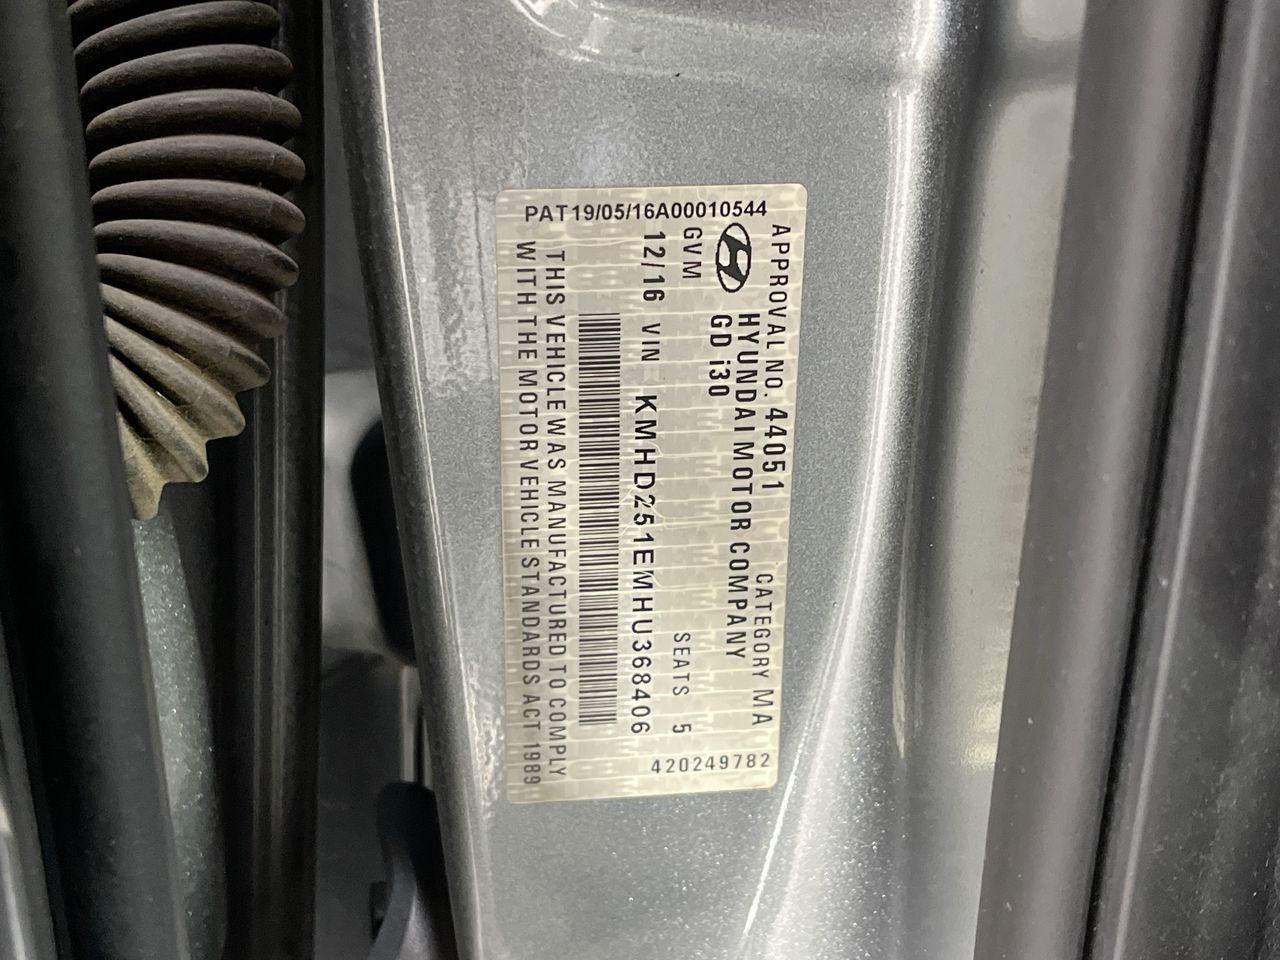 PAT19/05/16A00010544
APPROVAL NO. 44051 CATEGORY MA
HYUNDAI MOTOR COMPANY
GD i30
GVM SEATS 5
12/16 VIN KMHD251EMHU368406
THIS VEHICLE WAS MANUFACTURED TO COMPLY
WITH THE MOTOR VEHICLE STANDARDS ACT 1989
420249782